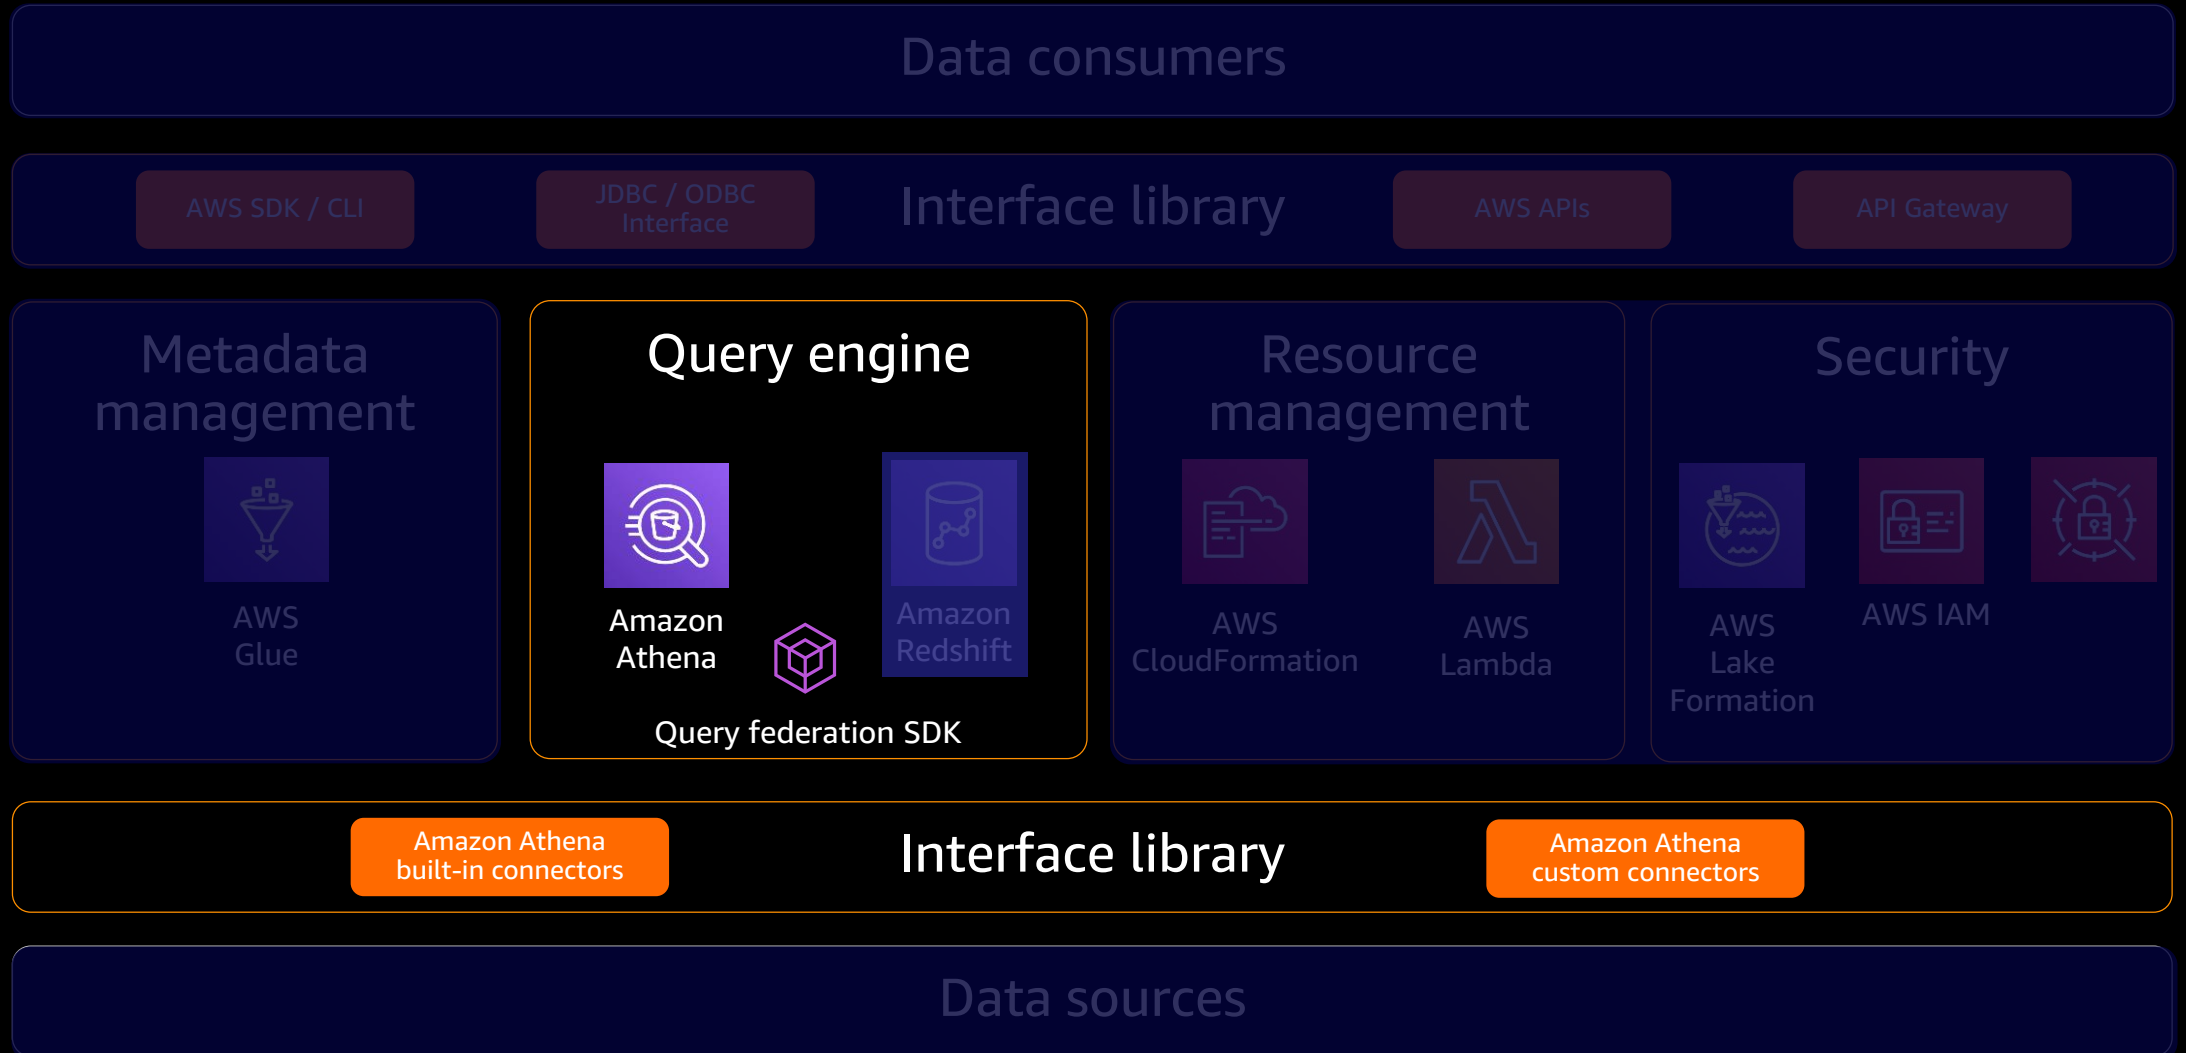 Data consumers
AWS SDK / CLI
JDBC / ODBC
Interface
Interface library
AWS APIs
API Gateway
Metadata
management
AWS
Glue
Query engine
Amazon
Athena
Amazon
Redshift
Query federation SDK
Resource
management
AWS
CloudFormation
AWS
Lambda
Security
AWS
Lake
Formation
AWS IAM
Amazon Athena
built-in connectors
Interface library
Amazon Athena
custom connectors
Data sources